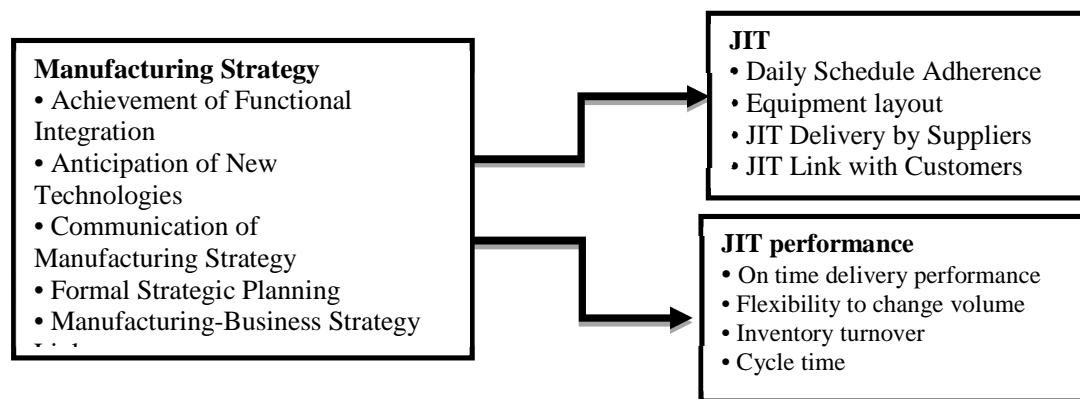 Manufacturing Strategy
• Achievement of Functional
Integration
• Anticipation of New
Technologies
• Communication of
Manufacturing Strategy
• Formal Strategic Planning
• Manufacturing-Business Strategy
JIT
• Daily Schedule Adherence
• Equipment layout
• JIT Delivery by Suppliers
• JIT Link with Customers
JIT performance
• On time delivery performance
• Flexibility to change volume
• Inventory turnover
• Cycle time